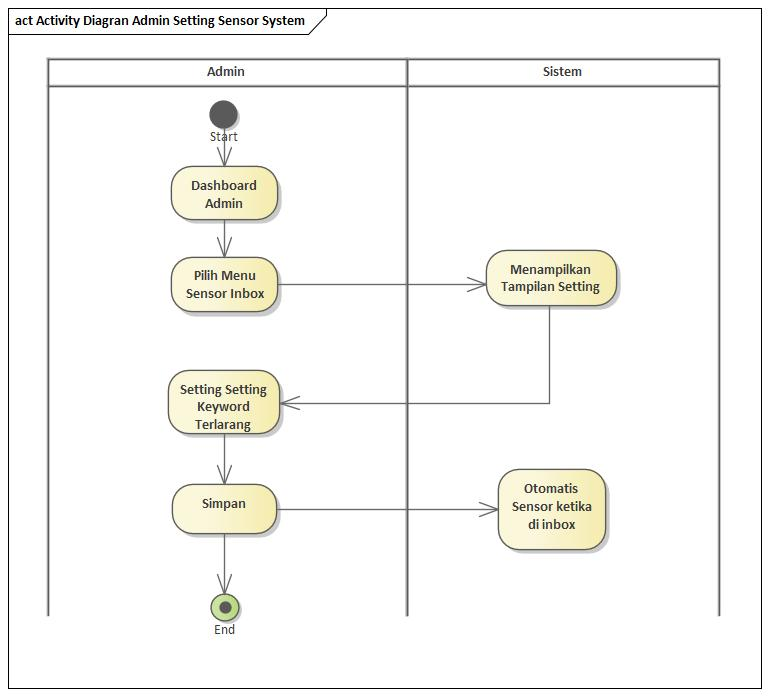 act Activity Diagran Admin Setting Sensor System
Admin
Sistem
Start
Dashboard
Admin
Pilih Menu
Sensor Inbox
Menampilkan
Tampilan Setting
Setting Setting
Keyword
Terlarang
Simpan
Otomatis
Sensor ketika
di inbox
End